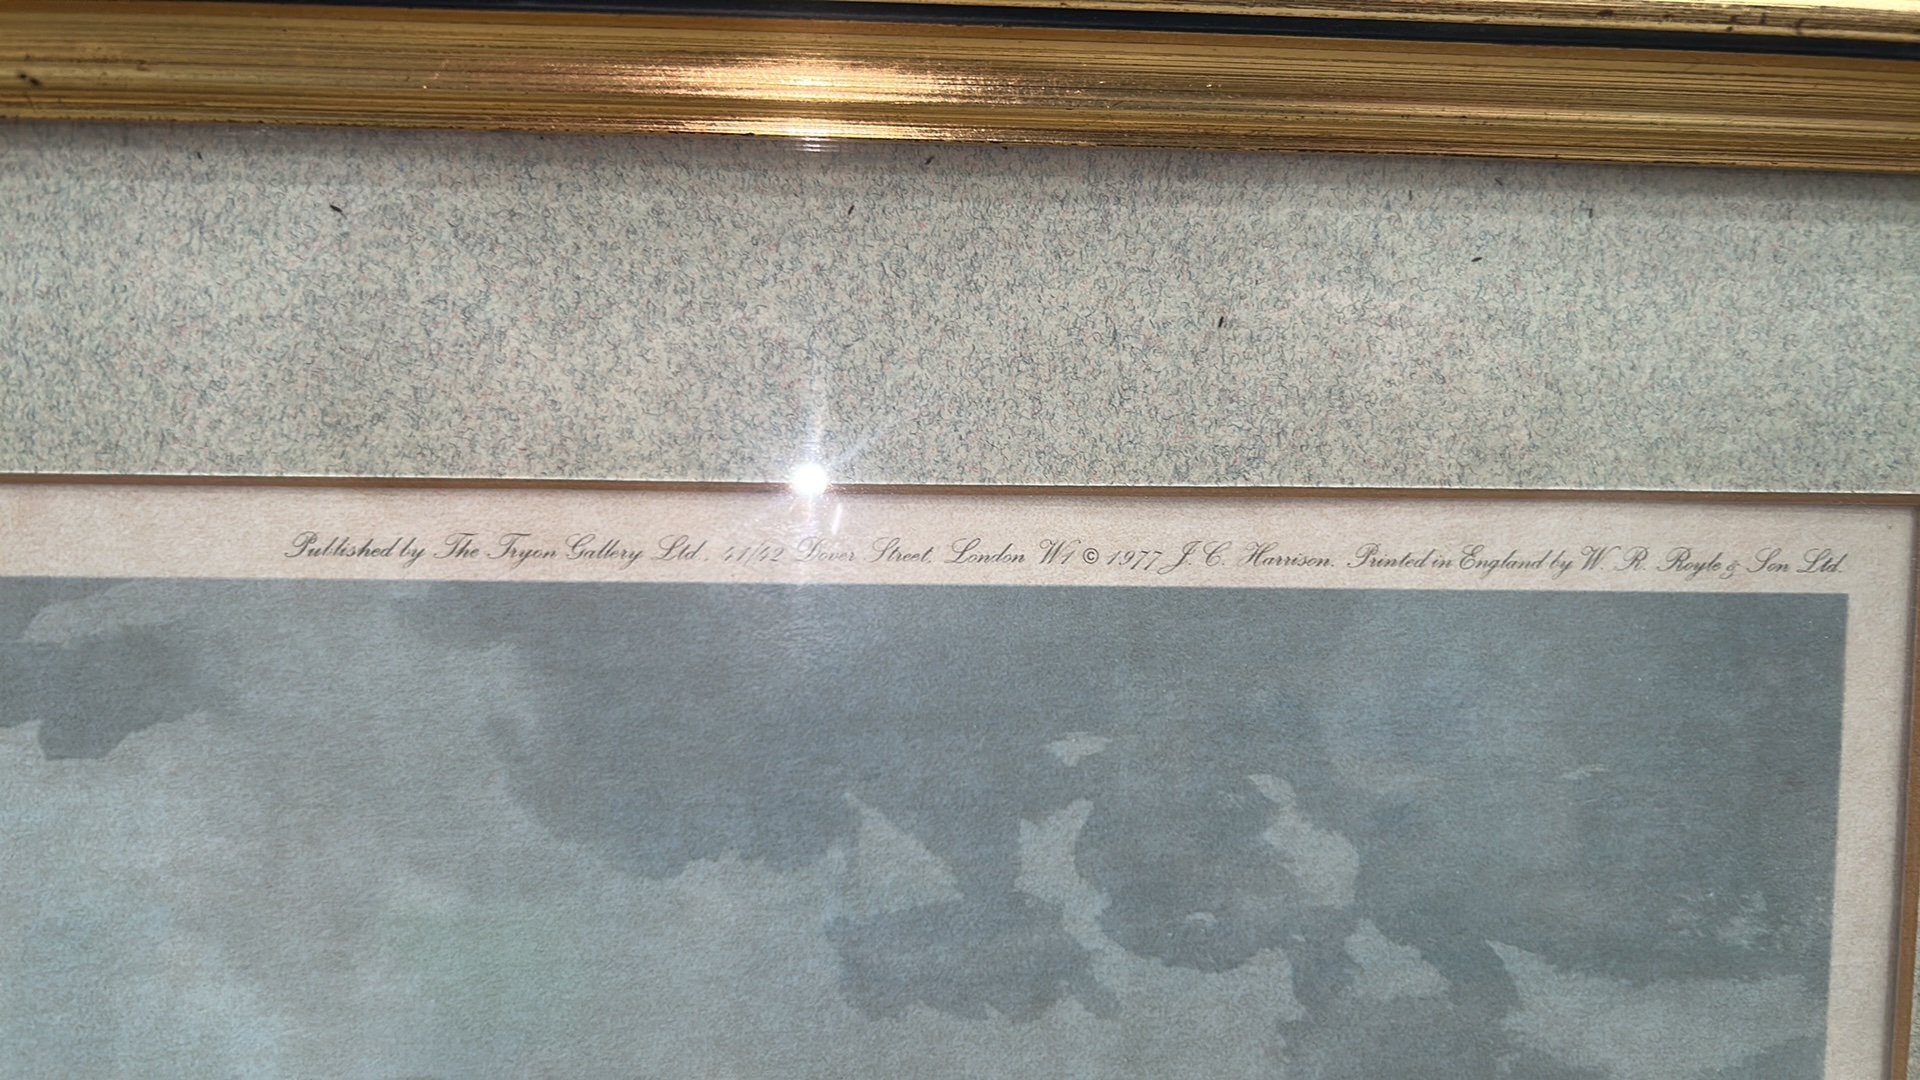 Published by The Tryon Gallery Ltd. 41/42 Dover Street, London W1 © 1977 J. C. Harrison. Printed in England by W. R. Royle & Son Ltd.